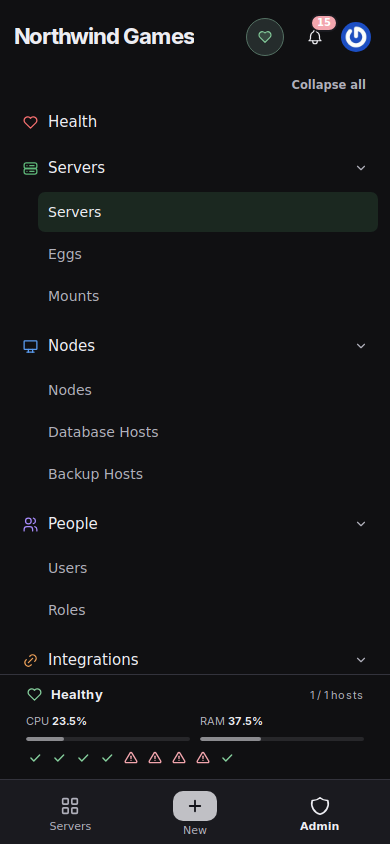 Northwind Games
15
Collapse all
Health
Servers
Servers
Eggs
Mounts
Nodes
Nodes
Database Hosts
Backup Hosts
People
Users
Roles
Integrations
Healthy 1/1 hosts
CPU 23.5% RAM 37.5%
Servers New Admin